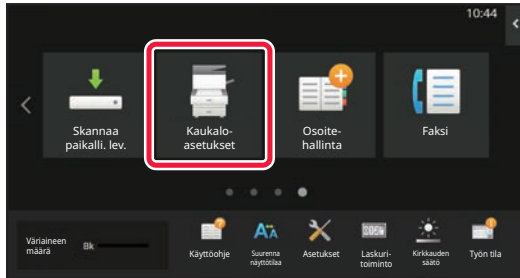 10:44
Skannaa
paikalli. lev.
Kaukalo-
asetukset
Osoite-
hallinta
Faksi
Väriaineen
määrä
Bk
Käyttöohje
Suurenna
näyttötilaa
Asetukset
Laskuri-
toiminto
Kirkkauden
säätö
Työn tila